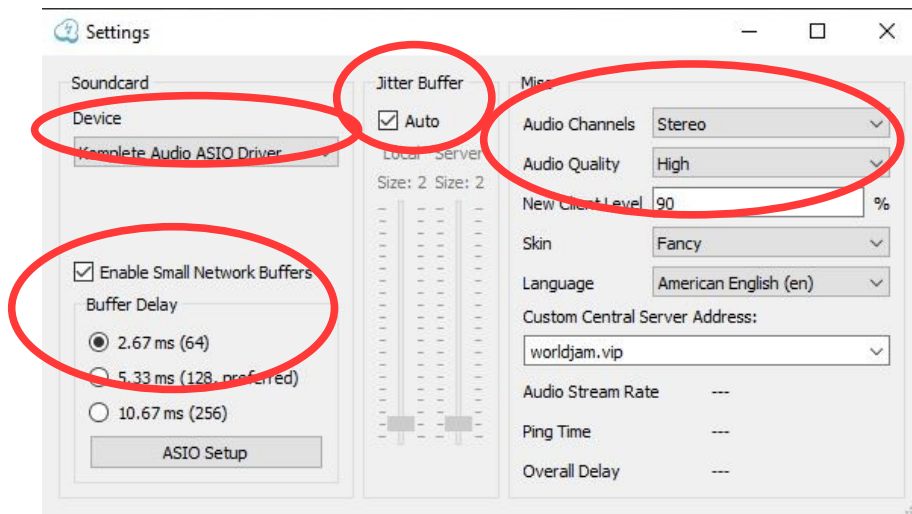 Settings
Soundcard
Device
Komplete Audio ASIO Driver
Enable Small Network Buffers
Buffer Delay
2.67 ms (64)
5.33 ms (128, preferred)
10.67 ms (256)
ASIO Setup
Jitter Buffer
Auto
Local Server
Size: 2 Size: 2
Misc
Audio Channels Stereo
Audio Quality High
New Client Level 90 %
Skin Fancy
Language American English (en)
Custom Central Server Address:
worldjam.vip
Audio Stream Rate ---
Ping Time ---
Overall Delay ---